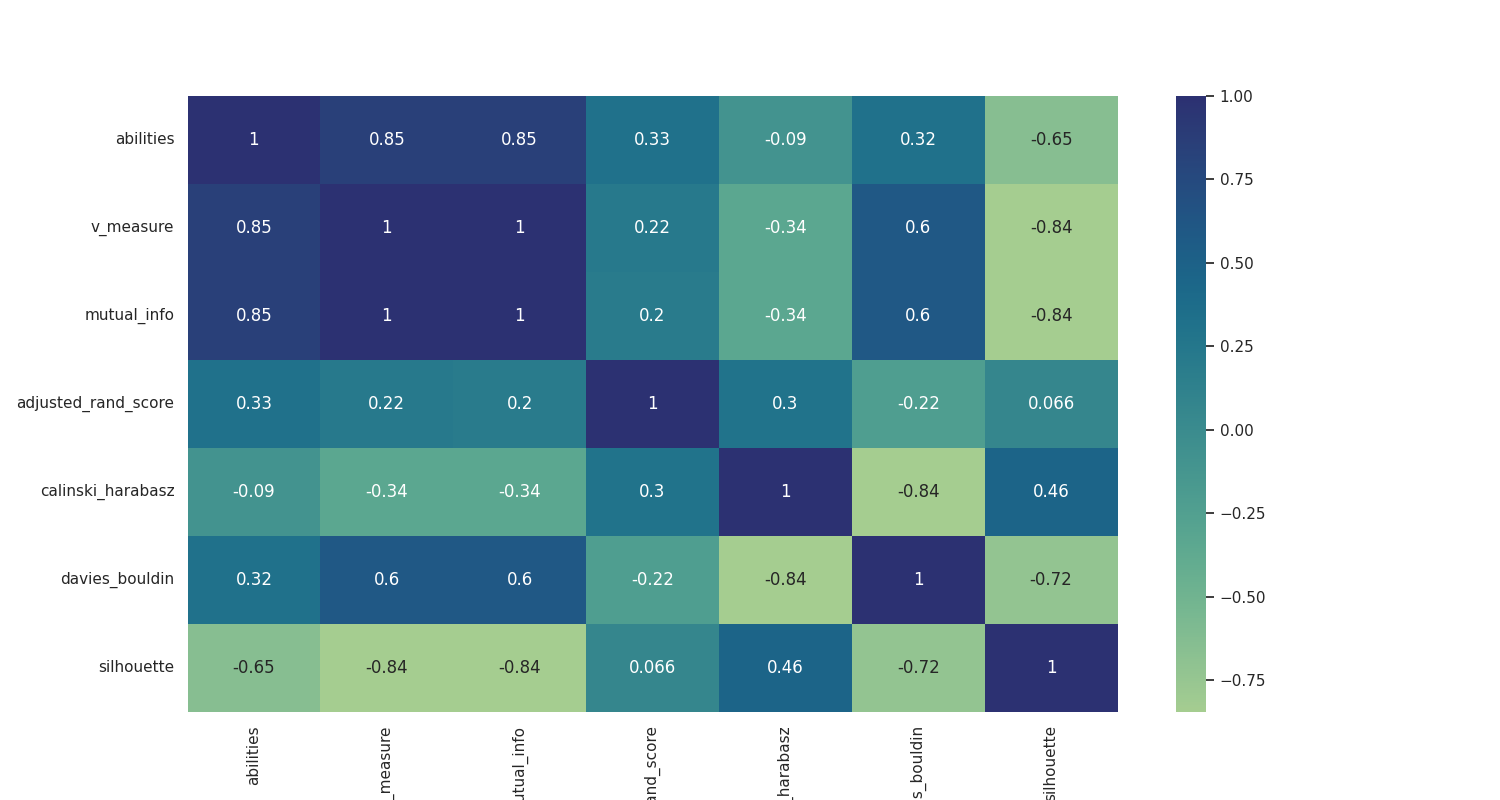 abilities 1 0.85 0.85 0.33 -0.09 0.32 -0.65
v_measure 0.85 1 1 0.22 -0.34 0.6 -0.84
mutual_info 0.85 1 1 0.2 -0.34 0.6 -0.84
adjusted_rand_score 0.33 0.22 0.2 1 0.3 -0.22 0.066
calinski_harabasz -0.09 -0.34 -0.34 0.3 1 -0.84 0.46
davies_bouldin 0.32 0.6 0.6 -0.22 -0.84 1 -0.72
silhouette -0.65 -0.84 -0.84 0.066 0.46 -0.72 1
abilities
_measure
utual_info
and_score
_harabasz
s_bouldin
silhouette
1.00
0.75
0.50
0.25
0.00
−0.25
−0.50
−0.75